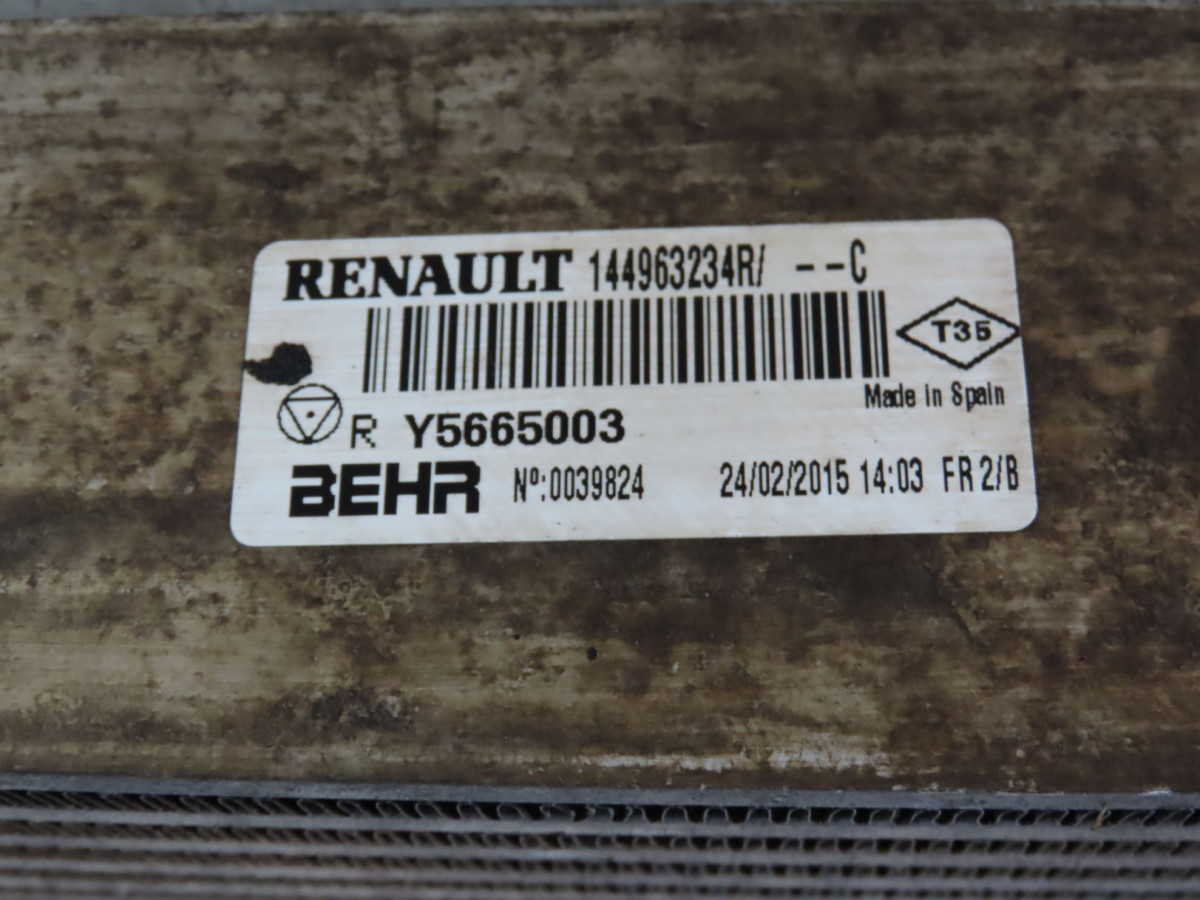 RENAULT 144963234R/ --C
T35
Made in Spain
R Y5665003
BEHR Nº:0039824 24/02/2015 14:03 FR 2/B